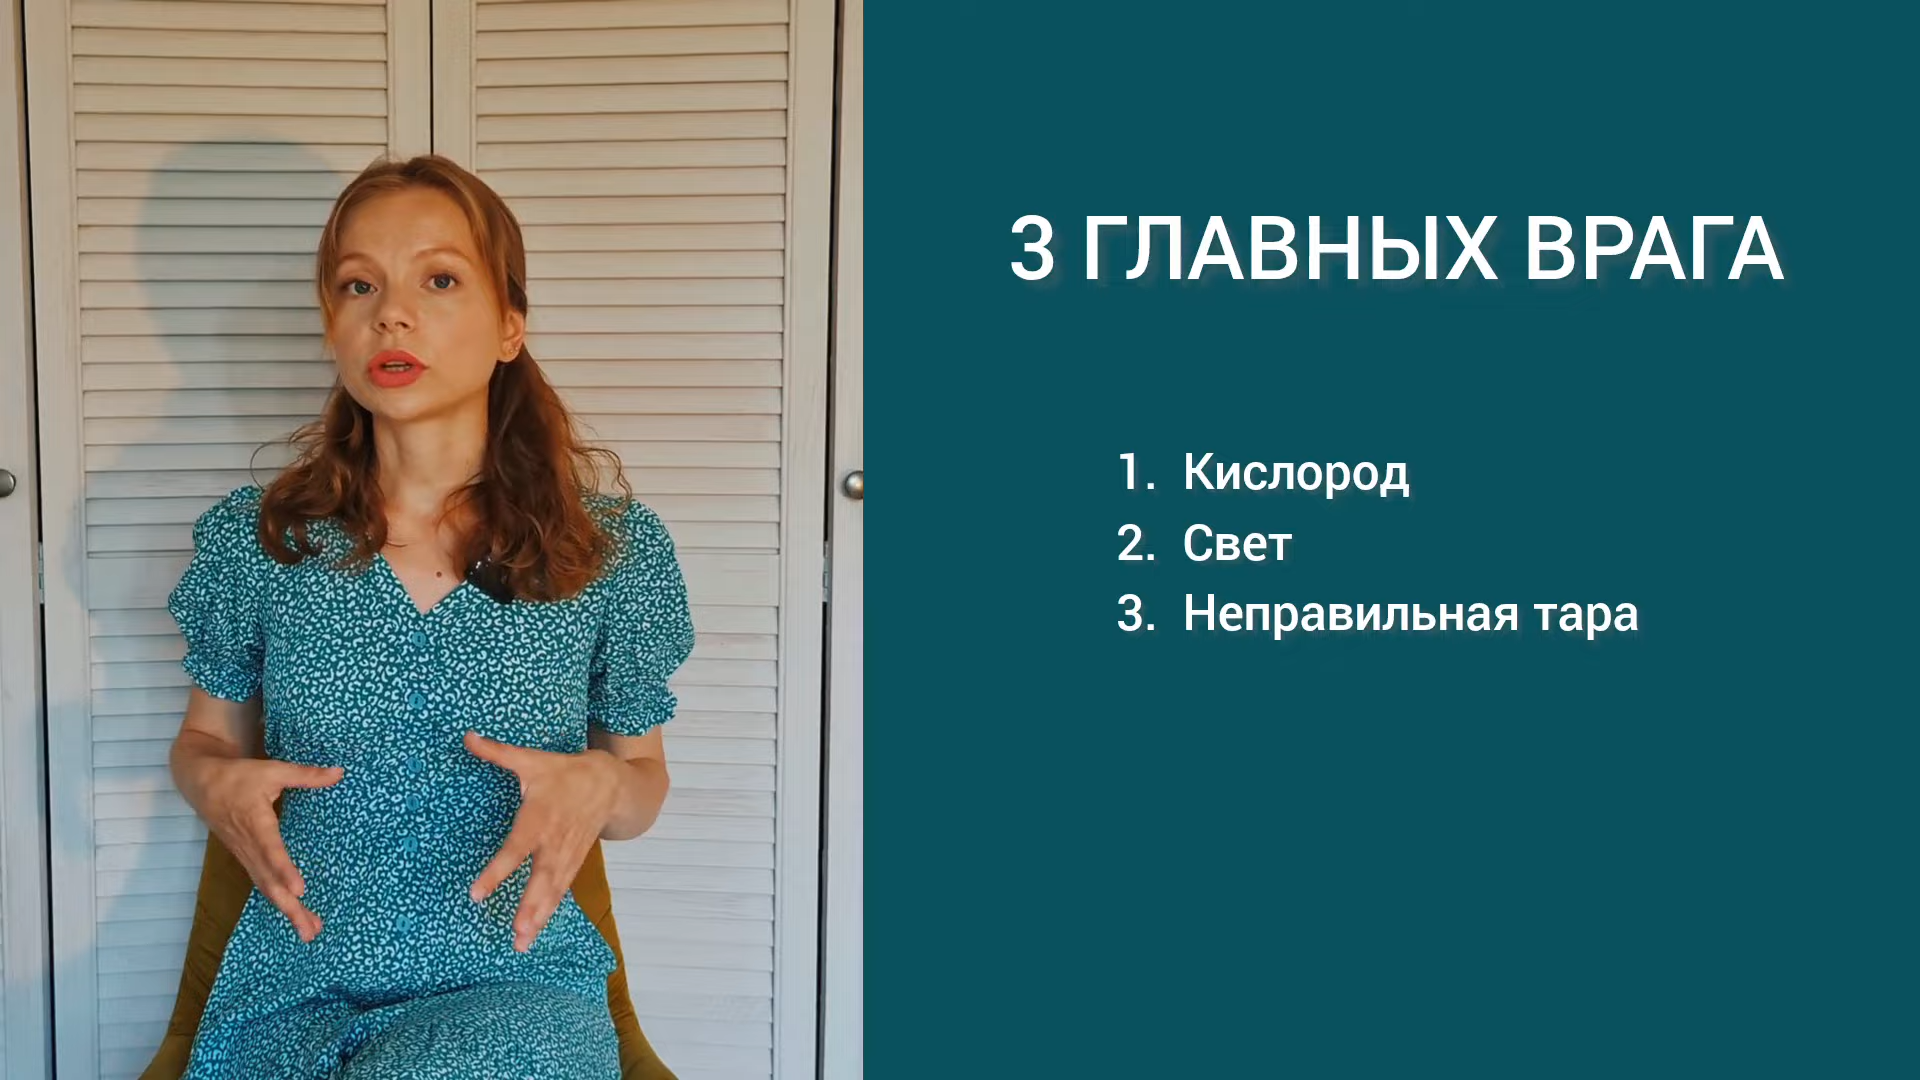 3 ГЛАВНЫХ ВРАГА
1. Кислород
2. Свет
3. Неправильная тара